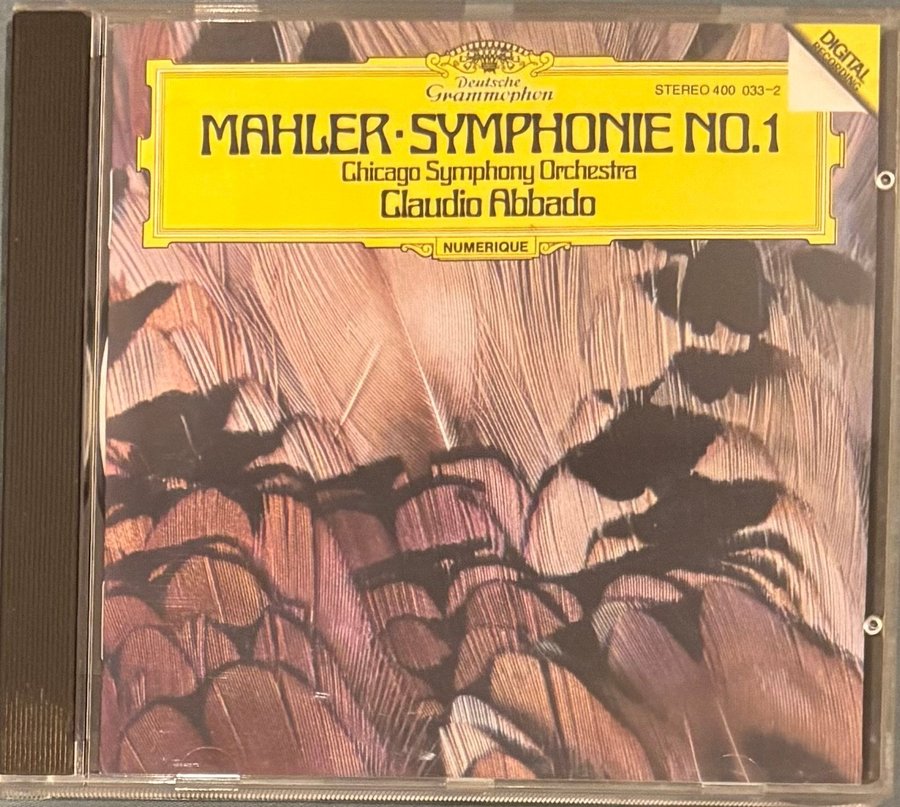 Deutsche
Grammophon
STEREO 400 033-2
DIGITAL
RECORDING
MAHLER · SYMPHONIE NO.1
Chicago Symphony Orchestra
Claudio Abbado
NUMERIQUE